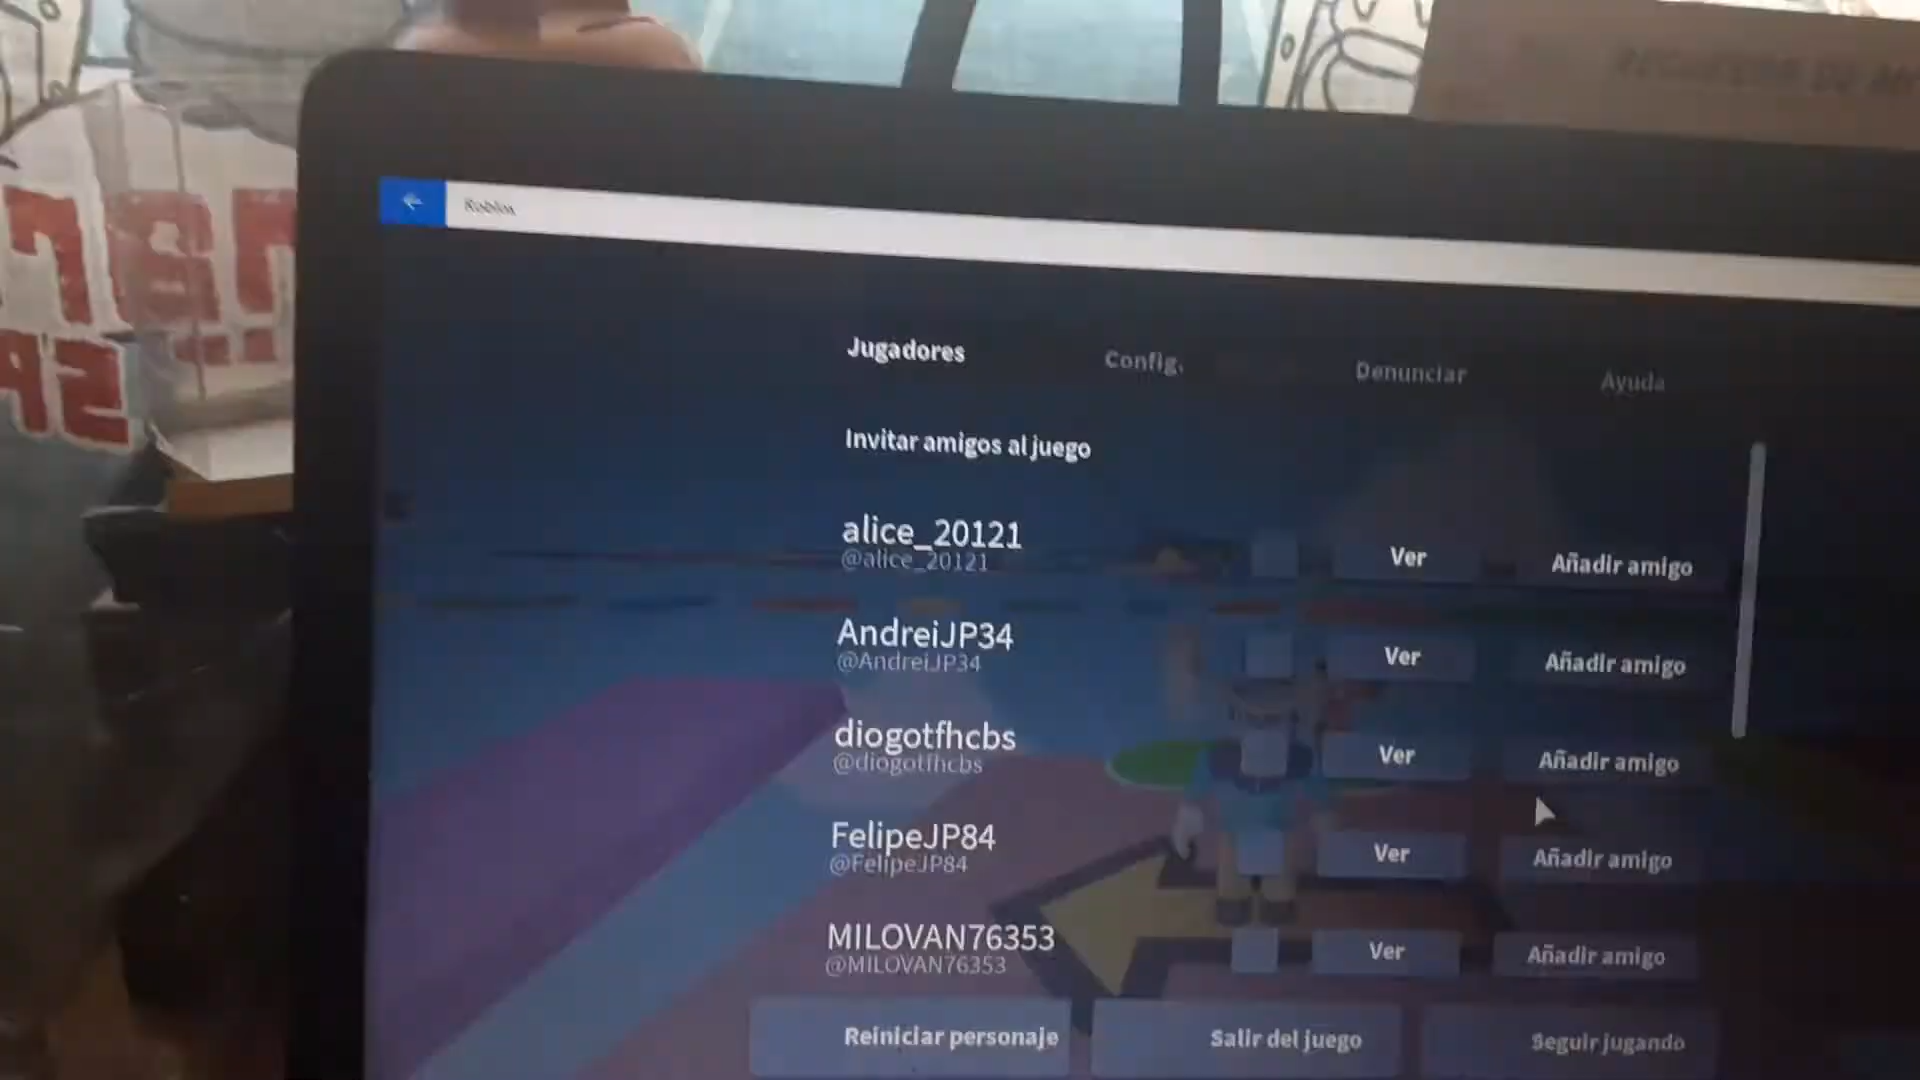 Roblox
Jugadores
Config.
Denunciar
Ayuda
Invitar amigos al juego
alice_20121
@alice_20121
Ver
Añadir amigo
AndreiJP34
@AndreiJP34
Ver
Añadir amigo
diogotfhcbs
@diogotfhcbs
Ver
Añadir amigo
FelipeJP84
@FelipeJP84
Ver
Añadir amigo
MILOVAN76353
@MILOVAN76353
Ver
Añadir amigo
Reiniciar personaje
Salir del juego
Seguir jugando